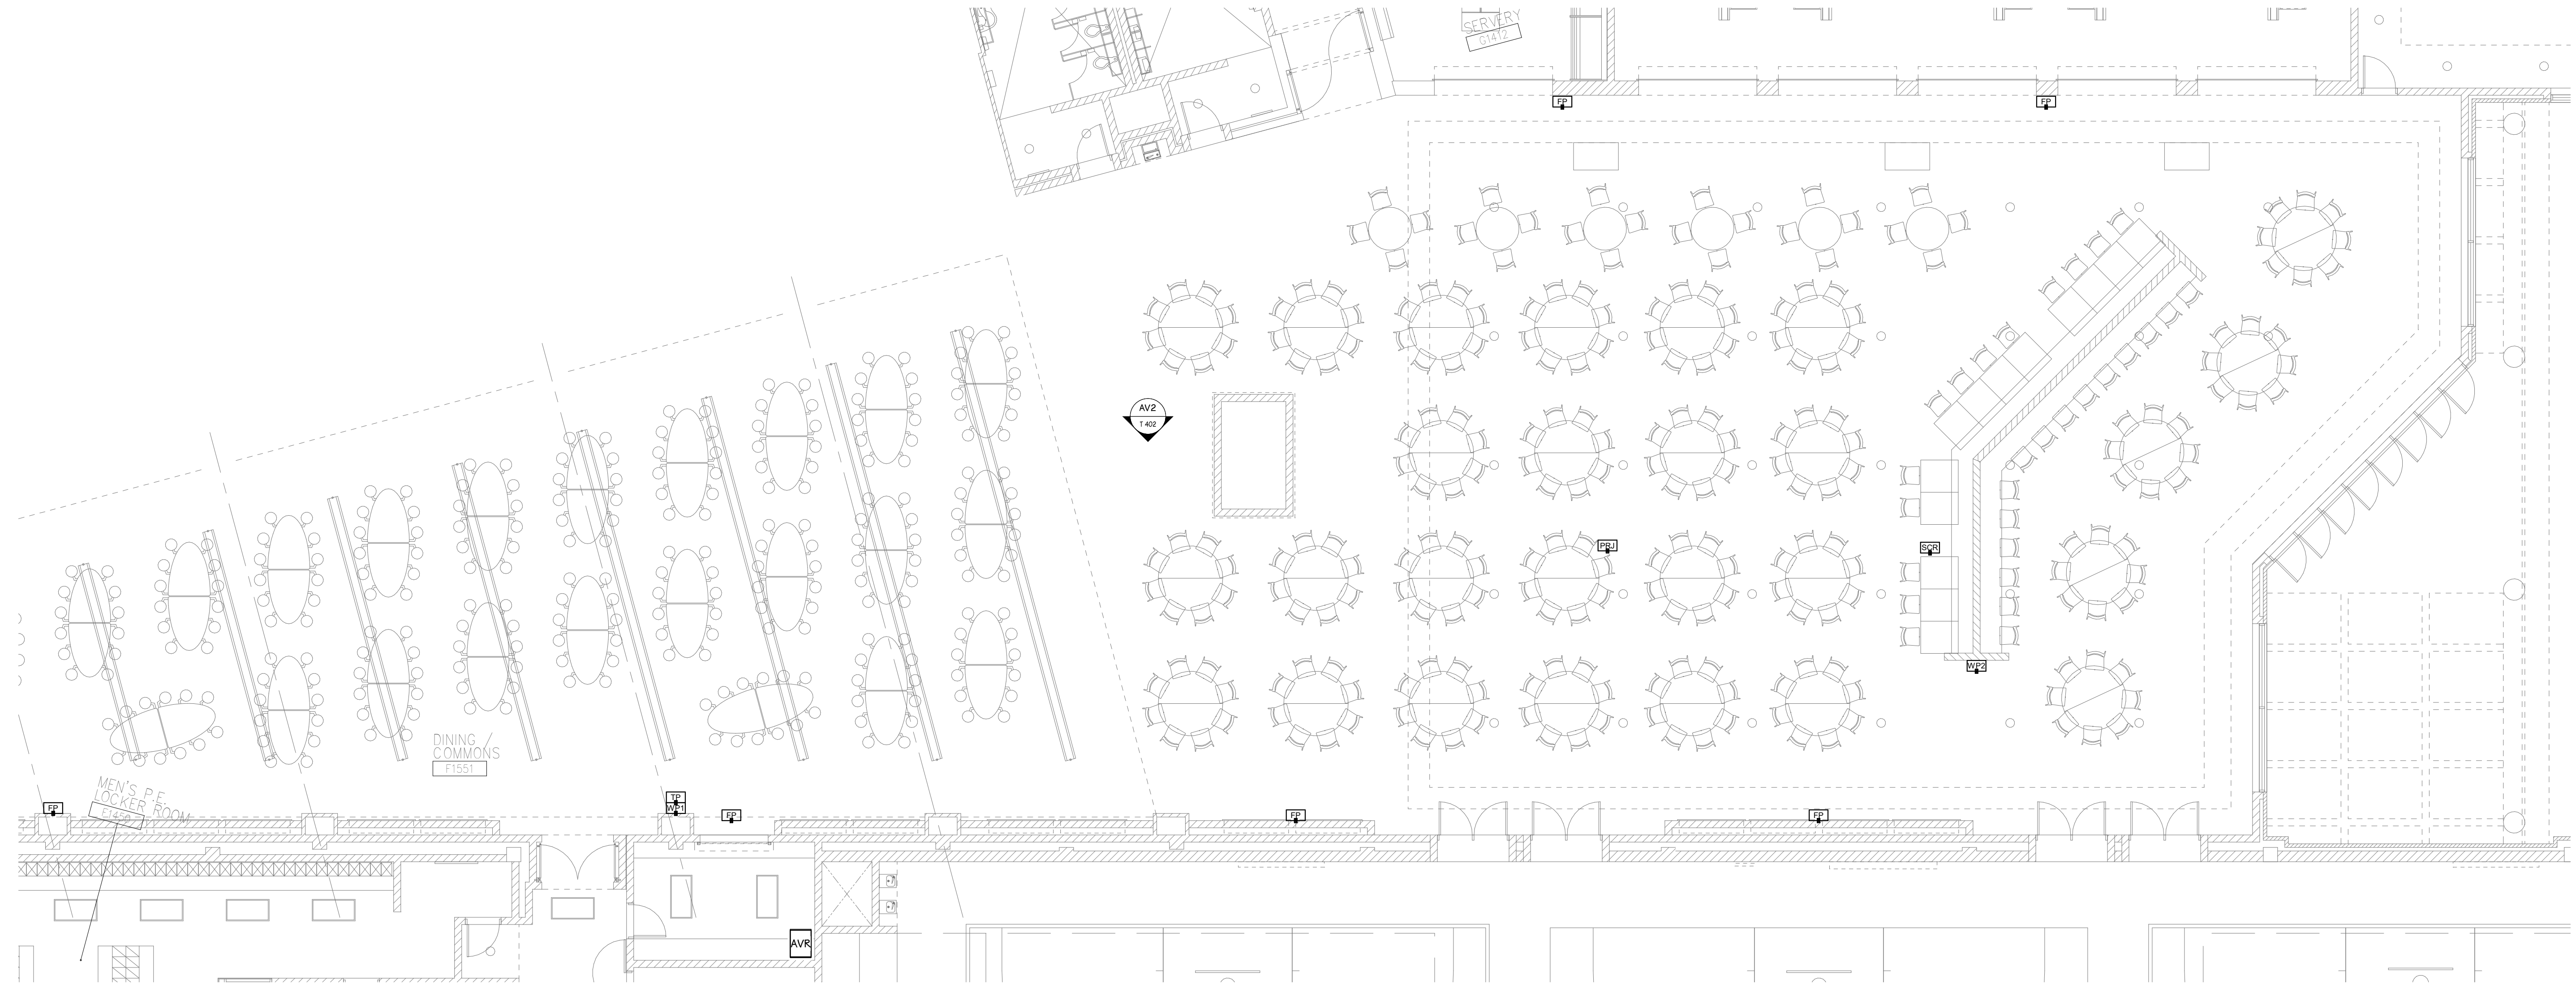 SERVERY
G1412
FP
FP
AV2
T 402
PRJ
SCR
WP2
DINING /
COMMONS
F1551
MEN'S P.E.
LOCKER ROOM
FP
TP
WP1
FP
FP
FP
AVR